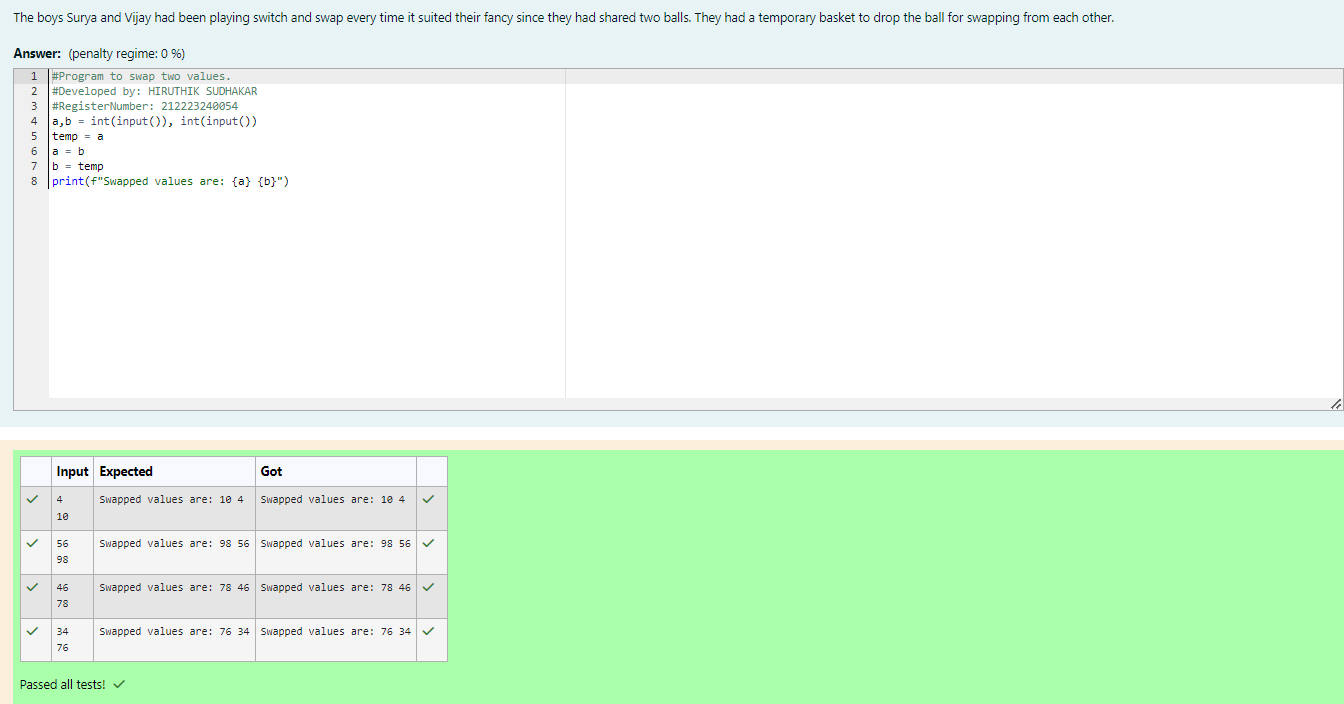 The boys Surya and Vijay had been playing switch and swap every time it suited their fancy since they had shared two balls. They had a temporary basket to drop the ball for swapping from each other.
Answer: (penalty regime: 0 %)
1 #Program to swap two values.
2 #Developed by: HIRUTHIK SUDHAKAR
3 #RegisterNumber: 212223240054
4 a,b = int(input()), int(input())
5 temp = a
6 a = b
7 b = temp
8 print(f"Swapped values are: {a} {b}")
Input Expected Got
4 Swapped values are: 10 4 Swapped values are: 10 4
10
56 Swapped values are: 98 56 Swapped values are: 98 56
98
46 Swapped values are: 78 46 Swapped values are: 78 46
78
34 Swapped values are: 76 34 Swapped values are: 76 34
76
Passed all tests!